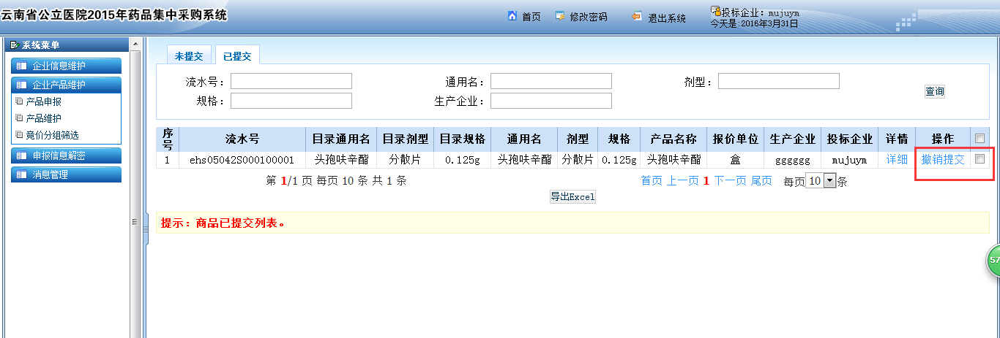 云南省公立医院2015年药品集中采购系统
首页 修改密码 退出系统
投标企业：mujuym
今天是:2016年3月31日
系统菜单
企业信息维护
企业产品维护
产品申报
产品维护
竞价分组筛选
申报信息解密
消息管理
未提交 已提交
流水号： 通用名： 剂型：
规格： 生产企业： 查询
序号 流水号 目录通用名 目录剂型 目录规格 通用名 剂型 规格 产品名称 报价单位 生产企业 投标企业 详情 操作
1 ehs05042S000100001 头孢呋辛酯 分散片 0.125g 头孢呋辛酯 分散片 0.125g 头孢呋辛酯 盒 gggggg mujuym 详细 撤销提交
第 1/1 页 每页 10 条 共 1 条 首页 上一页 1 下一页 尾页 每页 10 条
导出Excel
提示：商品已提交列表。
57